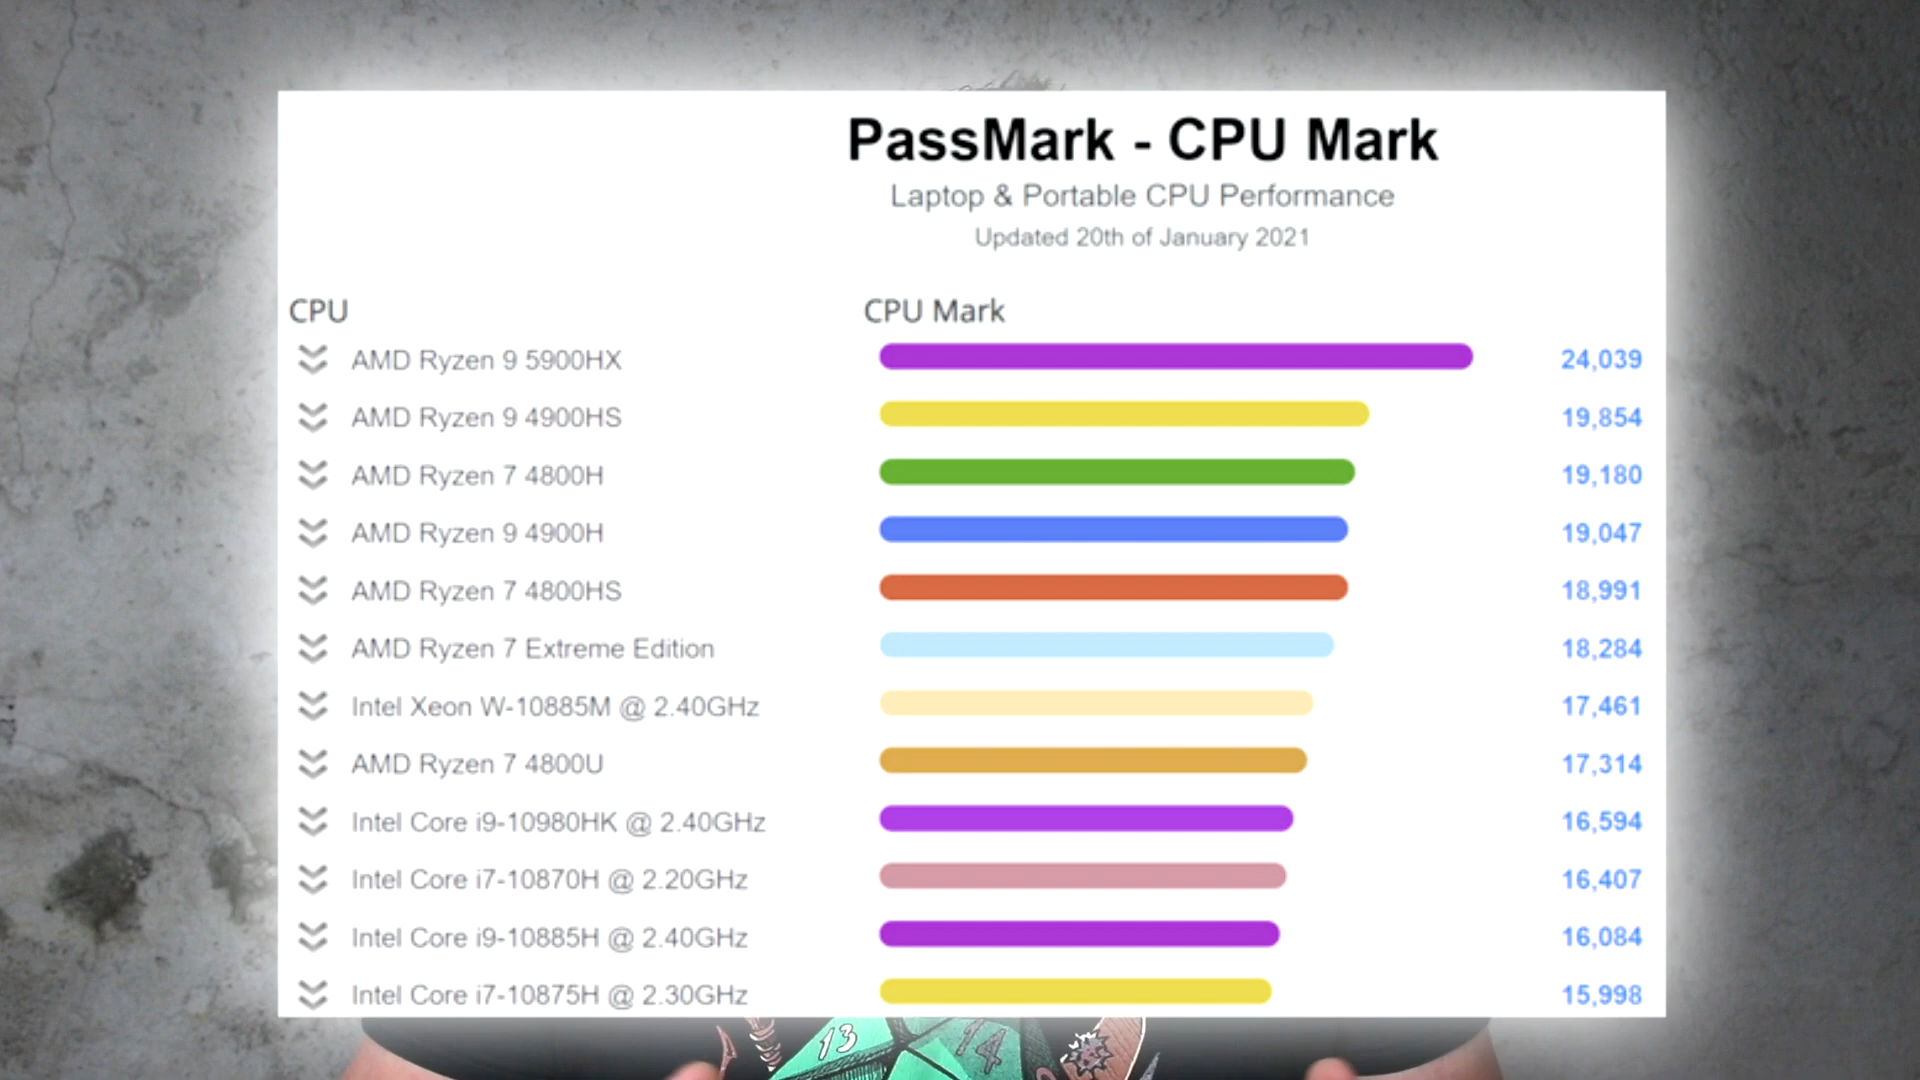 PassMark - CPU Mark
Laptop & Portable CPU Performance
Updated 20th of January 2021
CPU CPU Mark
AMD Ryzen 9 5900HX 24,039
AMD Ryzen 9 4900HS 19,854
AMD Ryzen 7 4800H 19,180
AMD Ryzen 9 4900H 19,047
AMD Ryzen 7 4800HS 18,991
AMD Ryzen 7 Extreme Edition 18,284
Intel Xeon W-10885M @ 2.40GHz 17,461
AMD Ryzen 7 4800U 17,314
Intel Core i9-10980HK @ 2.40GHz 16,594
Intel Core i7-10870H @ 2.20GHz 16,407
Intel Core i9-10885H @ 2.40GHz 16,084
Intel Core i7-10875H @ 2.30GHz 15,998
13 14